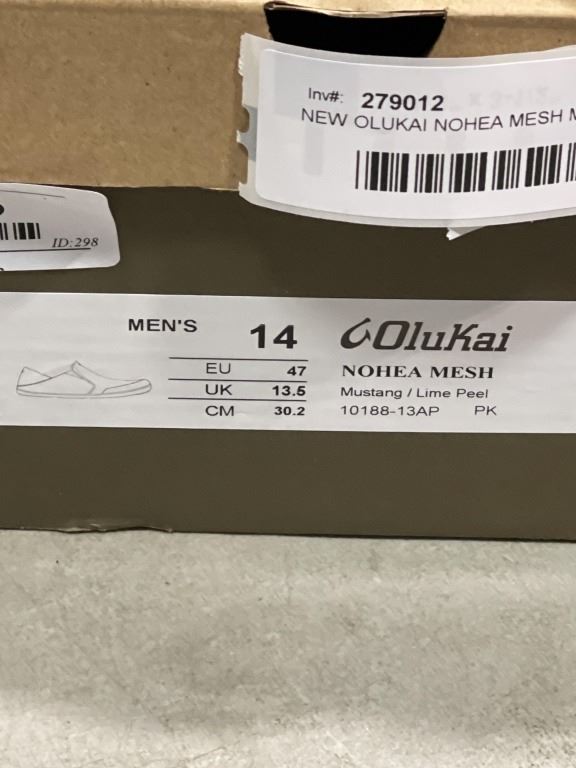 Inv#: 279012
NEW OLUKAI NOHEA MESH
ID:298
MEN'S 14
EU 47
UK 13.5
CM 30.2
OluKai
NOHEA MESH
Mustang / Lime Peel
10188-13AP PK